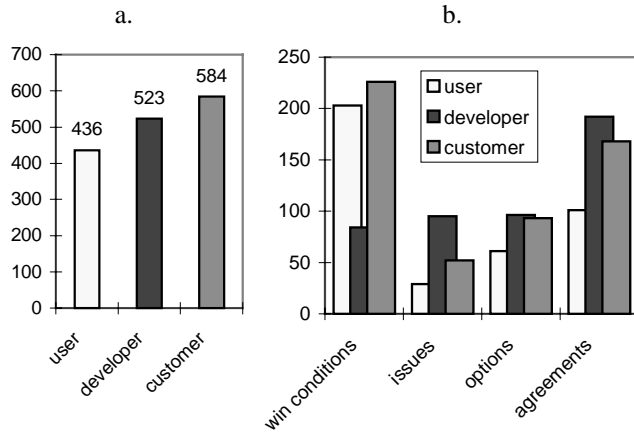 a.
700
600
500
400
300
200
100
0
436
523
584
user
developer
customer
b.
250
200
150
100
50
0
user
developer
customer
win conditions
issues
options
agreements